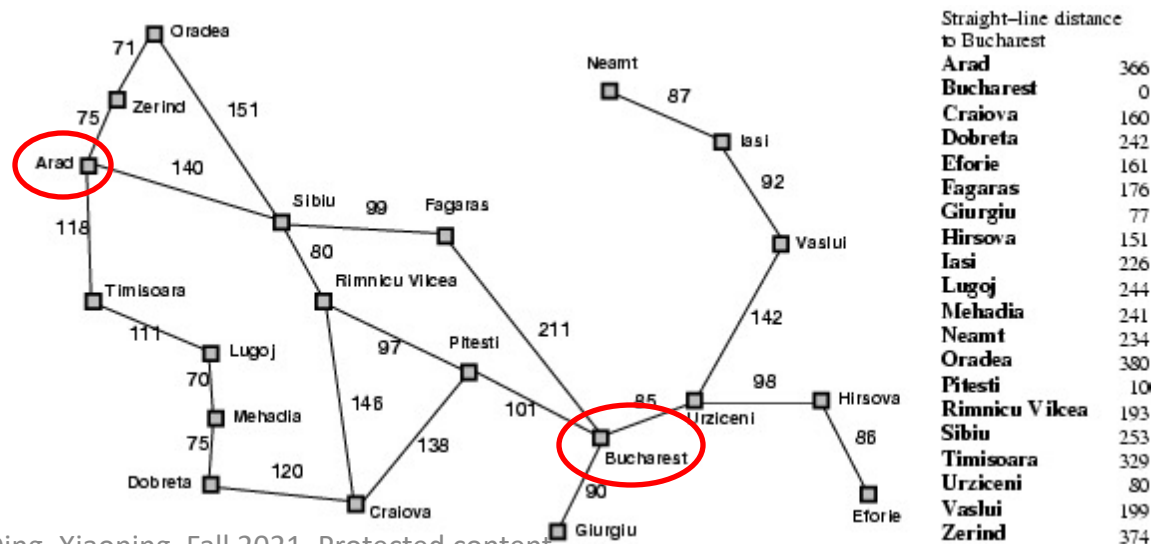 Oradea
71
Neamt
Zerind
87
75
151
Iasi
Arad
140
92
Sibiu
99
Fagaras
118
80
Vaslui
Timisoara
Rimnicu Vilcea
111
211
142
Lugoj
97
Pitesti
70
98
Hirsova
146
101
85
Urziceni
Mehadia
138
86
75
Bucharest
120
Dobreta
90
Craiova
Eforie
Giurgiu
Fall 2021 Protected content
Straight–line distance
to Bucharest
Arad 366
Bucharest 0
Craiova 160
Dobreta 242
Eforie 161
Fagaras 176
Giurgiu 77
Hirsova 151
Iasi 226
Lugoj 244
Mehadia 241
Neamt 234
Oradea 380
Pitesti
Rimnicu Vilcea 193
Sibiu 253
Timisoara 329
Urziceni 80
Vaslui 199
Zerind 374